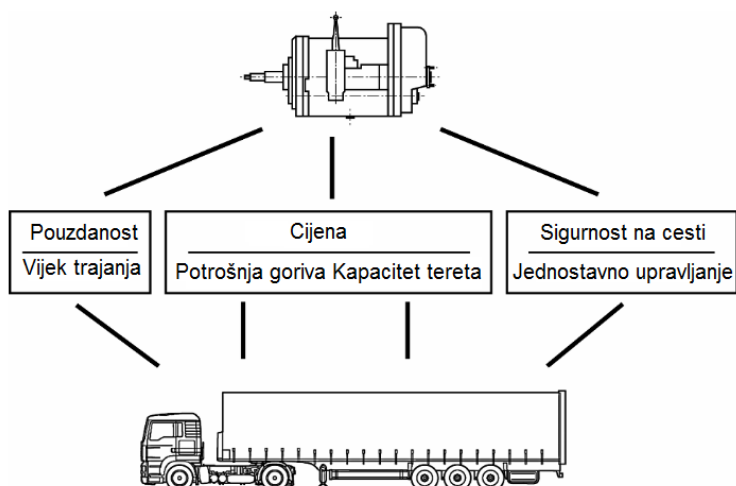 Pouzdanost
Vijek trajanja
Cijena
Potrošnja goriva Kapacitet tereta
Sigurnost na cesti
Jednostavno upravljanje